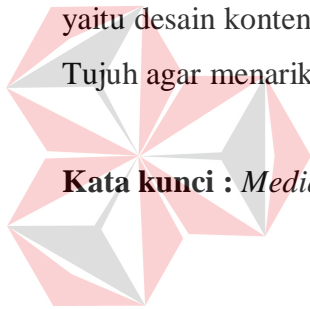 yaitu desain konten
Tujuh agar menarik
Kata kunci : Media